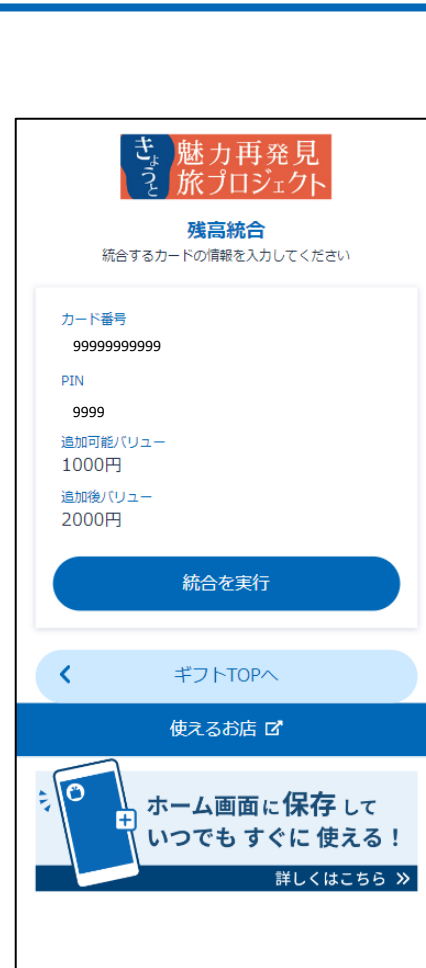 きょうと
魅力再発見
旅プロジェクト
残高統合
統合するカードの情報を入力してください
カード番号
99999999999
PIN
9999
追加可能バリュー
1000円
追加後バリュー
2000円
統合を実行
ギフトTOPへ
使えるお店
ホーム画面に保存して
いつでもすぐに使える！
詳しくはこちら